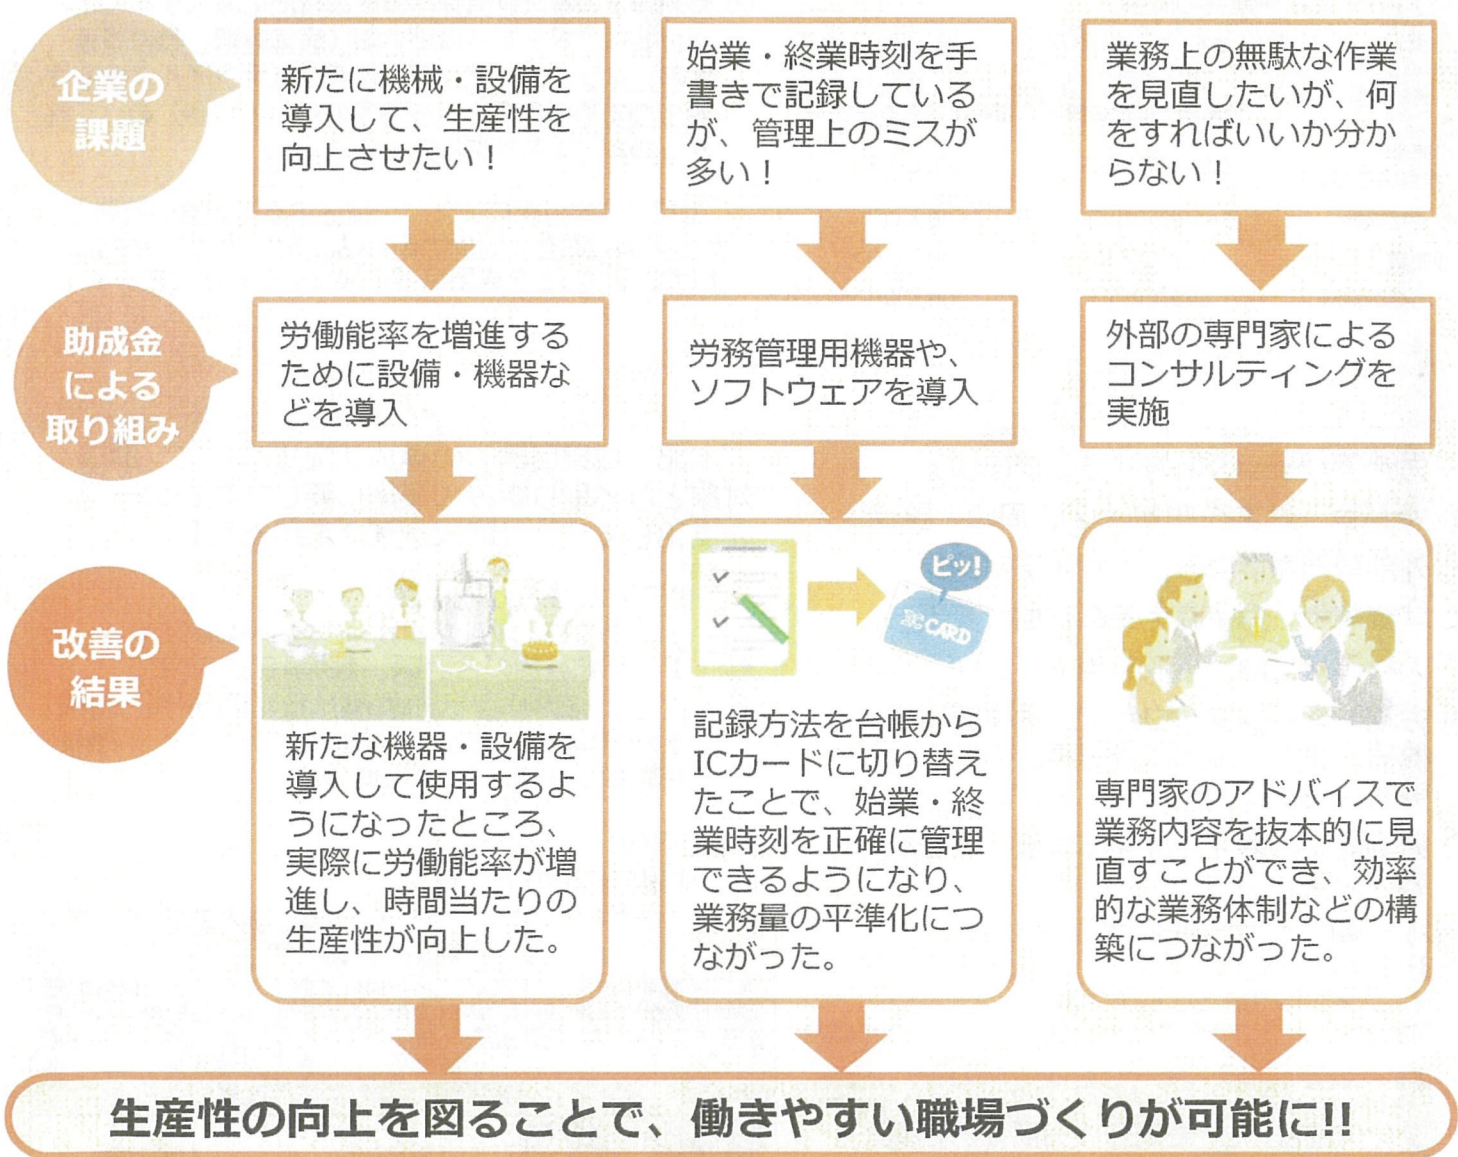 企業の
課題
新たに機械・設備を
導入して、生産性を
向上させたい！
始業・終業時刻を手
書きで記録している
が、管理上のミスが
多い！
業務上の無駄な作業
を見直したいが、何
をすればいいか分か
らない！
助成金
による
取り組み
労働能率を増進する
ために設備・機器な
どを導入
労務管理用機器や、
ソフトウェアを導入
外部の専門家による
コンサルティングを
実施
改善の
結果
新たな機器・設備を
導入して使用するよ
うになったところ、
実際に労働能率が増
進し、時間当たりの
生産性が向上した。
ピッ!
CARD
記録方法を台帳から
ICカードに切り替え
たことで、始業・終
業時刻を正確に管理
できるようになり、
業務量の平準化につ
ながった。
専門家のアドバイスで
業務内容を抜本的に見
直すことができ、効率
的な業務体制などの構
築につながった。
生産性の向上を図ることで、働きやすい職場づくりが可能に!!